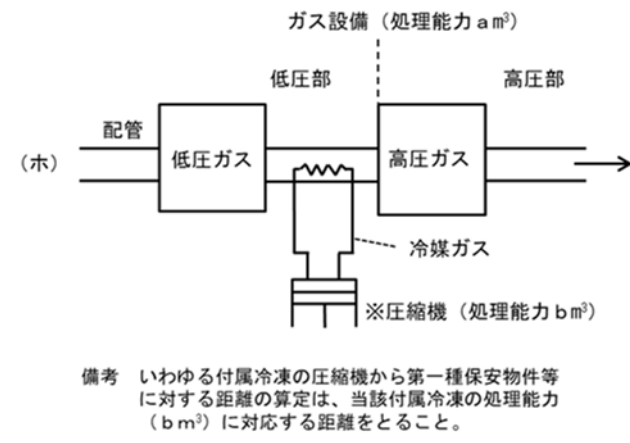 ガス設備（処理能力ａｍ³）
低圧部
高圧部
配管
（ホ）
低圧ガス
高圧ガス
冷媒ガス
※圧縮機（処理能力ｂｍ³）
備考　いわゆる付属冷凍の圧縮機から第一種保安物件等
に対する距離の算定は、当該付属冷凍の処理能力
（ｂｍ³）に対応する距離をとること。